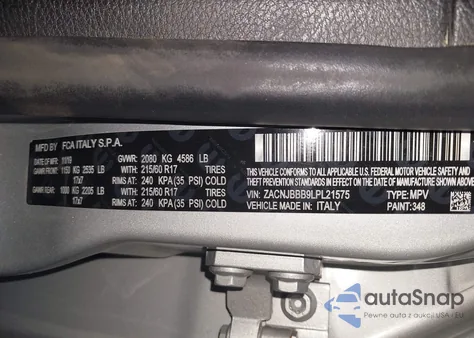 MFD BY FCA ITALY S.P.A.
DATE OF MFR: 11/19 GVWR: 2080 KG 4586 LB
GAWR FRONT: 1150 KG 2535 LB WITH: 215/60 R17 TIRES
17x7 RIMS AT: 240 KPA (35 PSI) COLD
GAWR REAR: 1000 KG 2205 LB WITH: 215/60 R17 TIRES
17x7 RIMS AT: 240 KPA (35 PSI) COLD
THIS VEHICLE CONFORMS TO ALL APPLICABLE U.S. FEDERAL MOTOR VEHICLE SAFETY,
BUMPER, AND THEFT PREVENTION STANDARDS IN EFFECT ON THE DATE OF MANUFACTURE SHOWN ABOVE.
VIN: ZACNJBBB9LPL21575 TYPE: MPV
VEHICLE MADE IN: ITALY PAINT: 348
autoSnap
Pewne auta z aukcji USA i EU